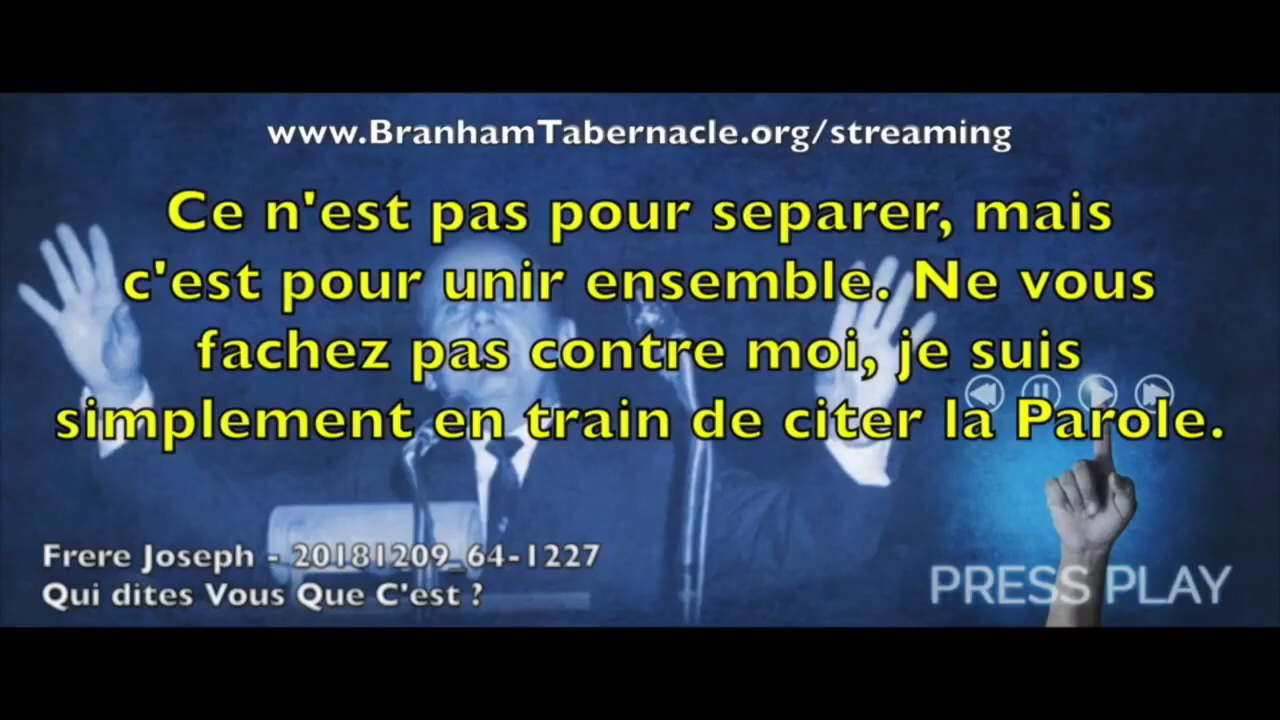 www.BranhamTabernacle.org/streaming
Ce n'est pas pour separer, mais
c'est pour unir ensemble. Ne vous
fachez pas contre moi, je suis
simplement en train de citer la Parole.
Frere Joseph - 20181209_64-1227
Qui dites Vous Que C'est ?
PRESS PLAY